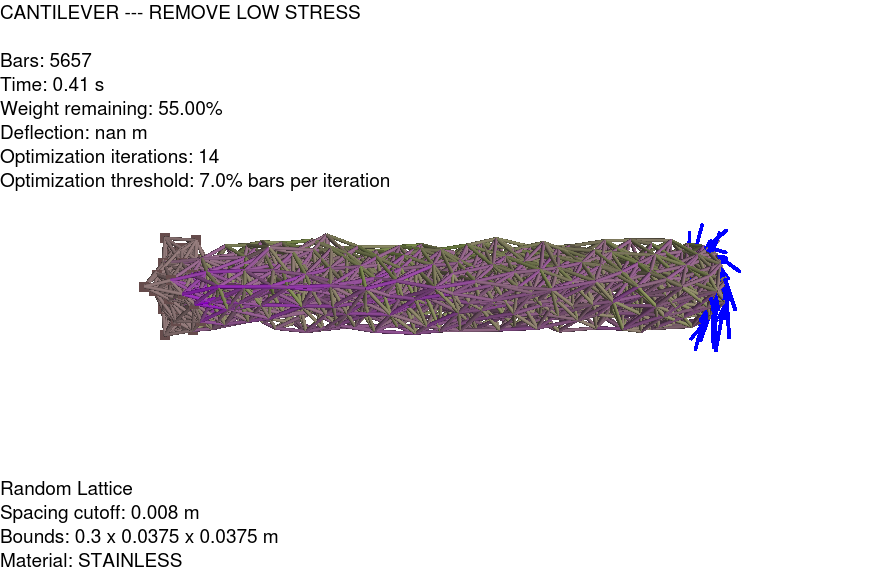 CANTILEVER --- REMOVE LOW STRESS
Bars: 5657
Time: 0.41 s
Weight remaining: 55.00%
Deflection: nan m
Optimization iterations: 14
Optimization threshold: 7.0% bars per iteration
Random Lattice
Spacing cutoff: 0.008 m
Bounds: 0.3 x 0.0375 x 0.0375 m
Material: STAINLESS